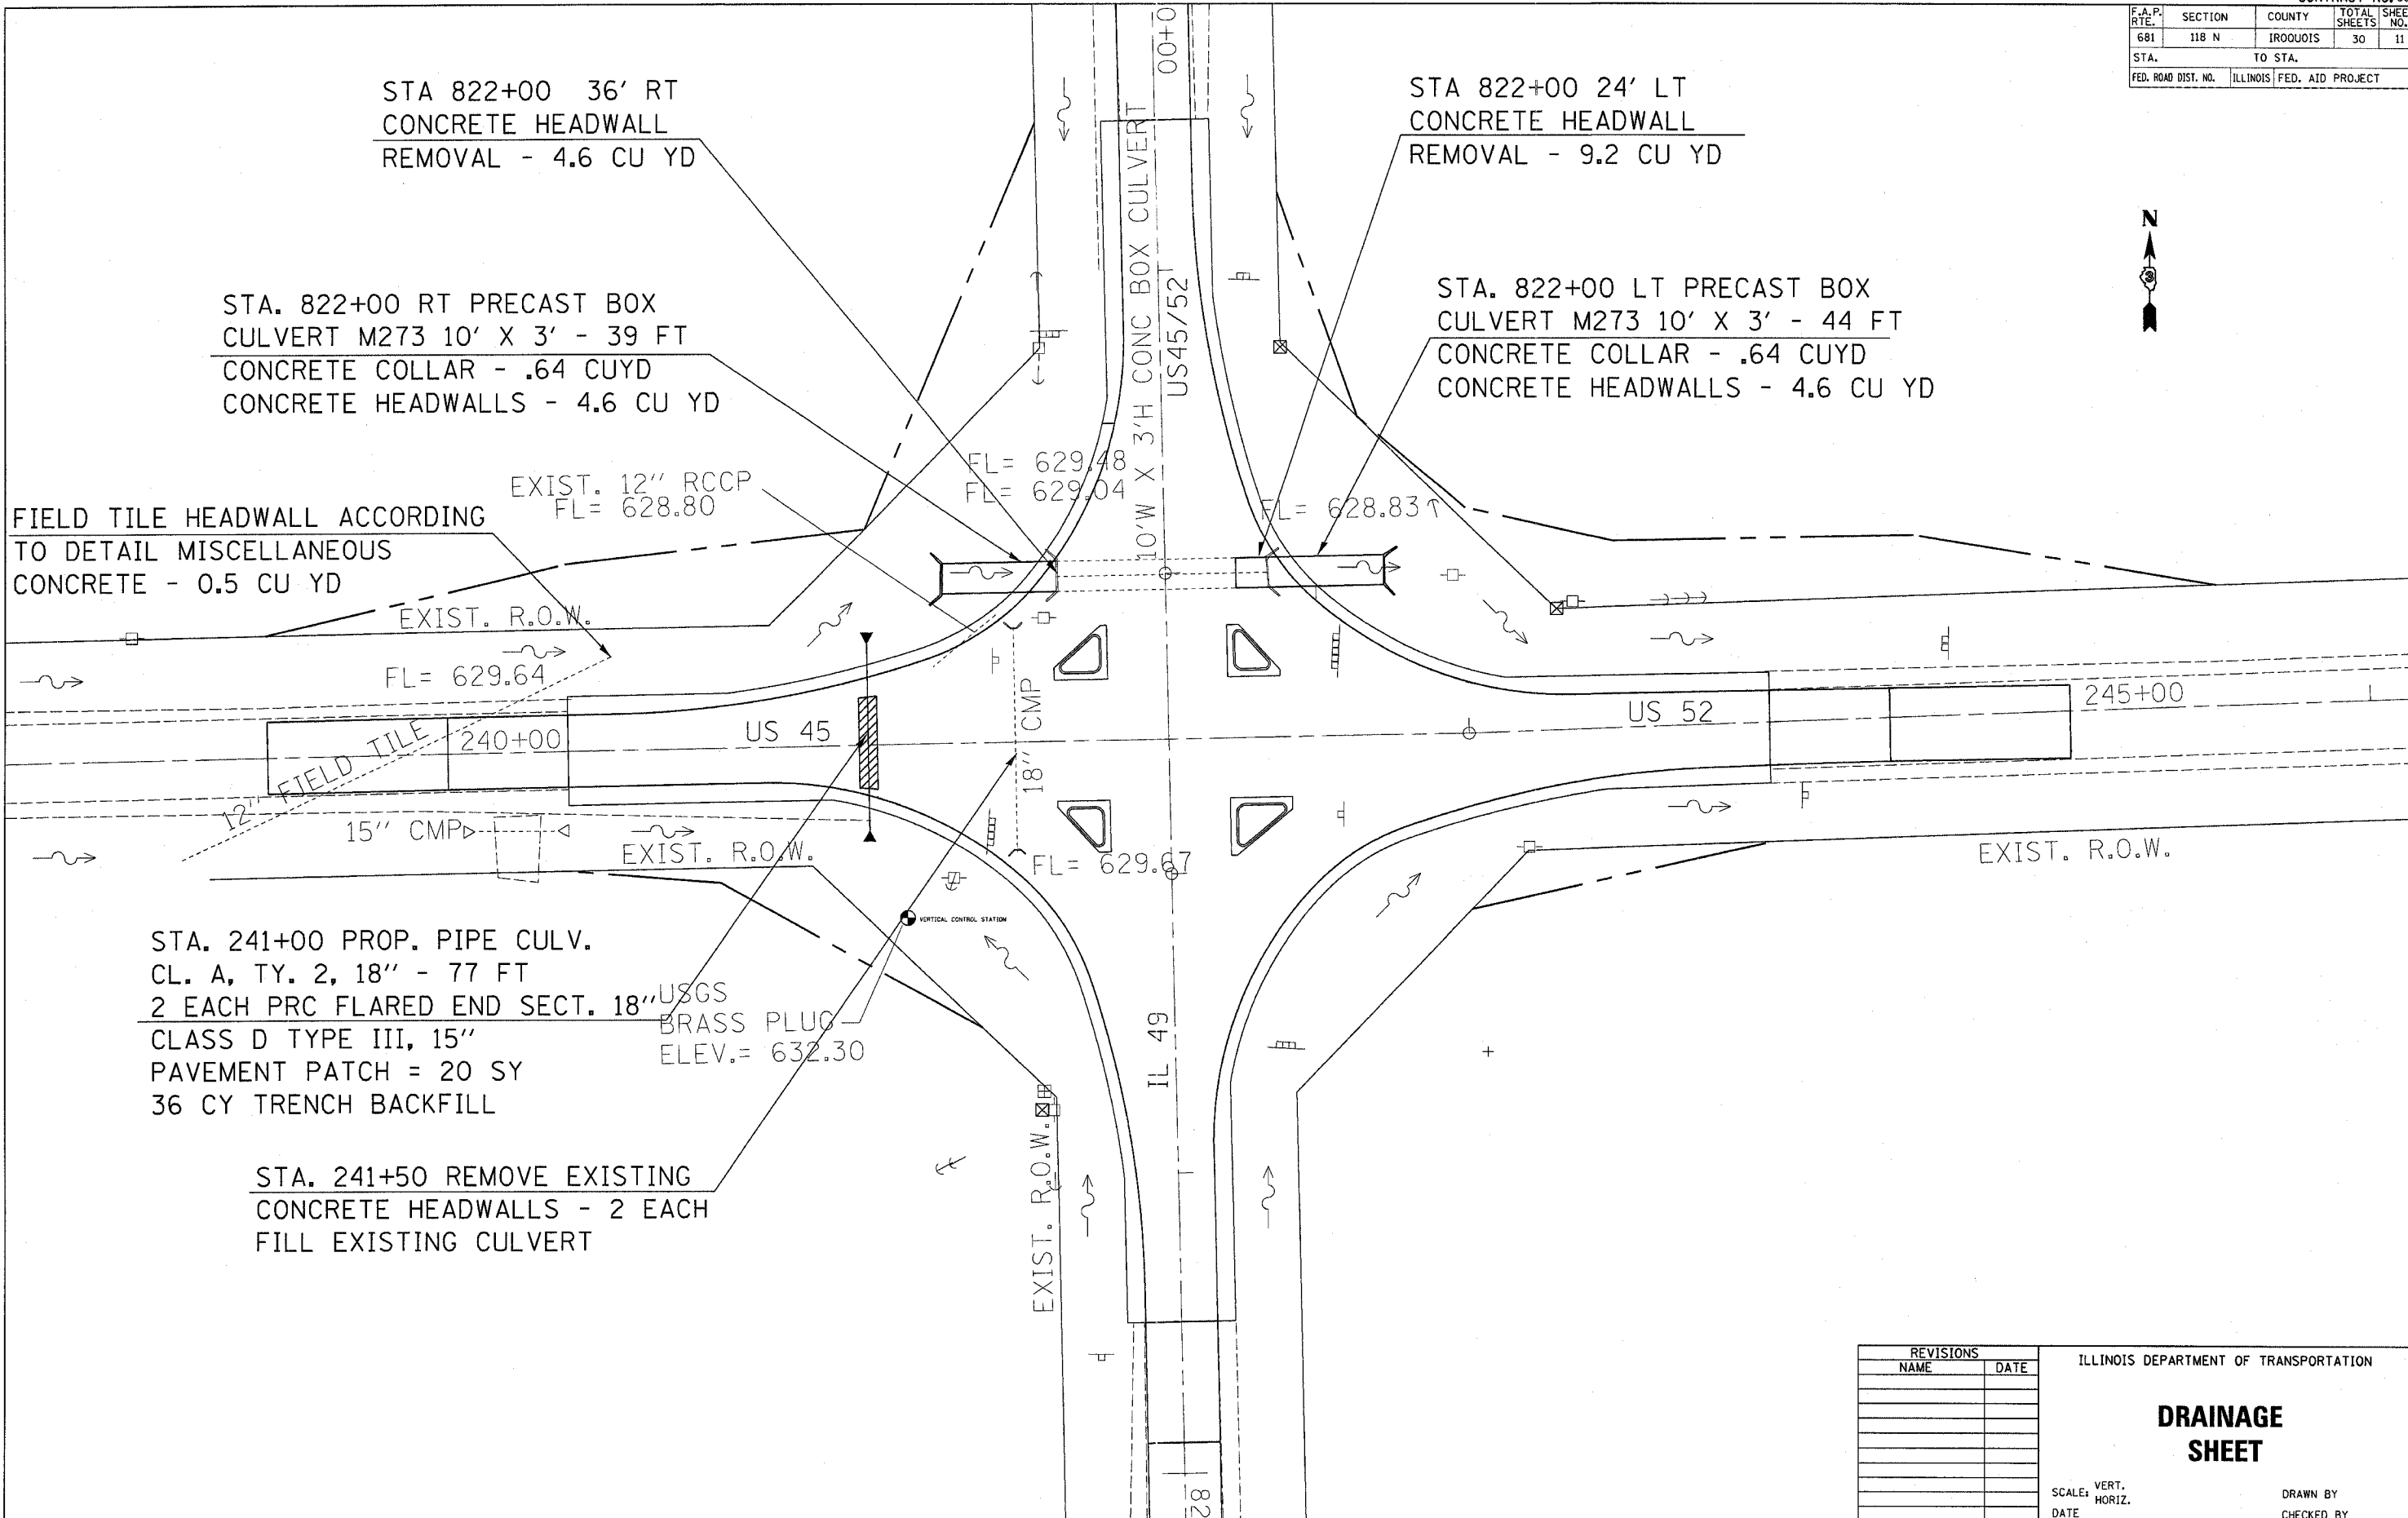 F.A.P. RTE. SECTION COUNTY TOTAL SHEETS
681 118 N IROQUOIS 30 11
STA. TO STA.
FED. ROAD DIST. NO. ILLINOIS FED. AID PROJECT
STA 822+00 36' RT
CONCRETE HEADWALL
REMOVAL - 4.6 CU YD
STA 822+00 24' LT
CONCRETE HEADWALL
REMOVAL - 9.2 CU YD
N
3
STA. 822+00 RT PRECAST BOX
CULVERT M273 10' X 3' - 39 FT
CONCRETE COLLAR - .64 CUYD
CONCRETE HEADWALLS - 4.6 CU YD
STA. 822+00 LT PRECAST BOX
CULVERT M273 10' X 3' - 44 FT
CONCRETE COLLAR - .64 CUYD
CONCRETE HEADWALLS - 4.6 CU YD
00+0
10'W X 3'H CONC BOX CULVERT
US45/52
FL= 629.48
FL= 629.04
EXIST. 12" RCCP
FL= 628.80
FL= 628.83
FIELD TILE HEADWALL ACCORDING
TO DETAIL MISCELLANEOUS
CONCRETE - 0.5 CU YD
EXIST. R.O.W.
FL= 629.64
12" FIELD TILE
240+00
US 45
18" CMP
US 52
245+00
15" CMP
EXIST. R.O.W.
FL= 629.67
EXIST. R.O.W.
VERTICAL CONTROL STATION
STA. 241+00 PROP. PIPE CULV.
CL. A, TY. 2, 18" - 77 FT
2 EACH PRC FLARED END SECT. 18"
CLASS D TYPE III, 15"
PAVEMENT PATCH = 20 SY
36 CY TRENCH BACKFILL
USGS
BRASS PLUG
ELEV.= 632.30
IL 49
STA. 241+50 REMOVE EXISTING
CONCRETE HEADWALLS - 2 EACH
FILL EXISTING CULVERT
EXIST. R.O.W.
82
REVISIONS
NAME DATE
ILLINOIS DEPARTMENT OF TRANSPORTATION
DRAINAGE
SHEET
SCALE: VERT.
HORIZ.
DATE
DRAWN BY
CHECKED BY